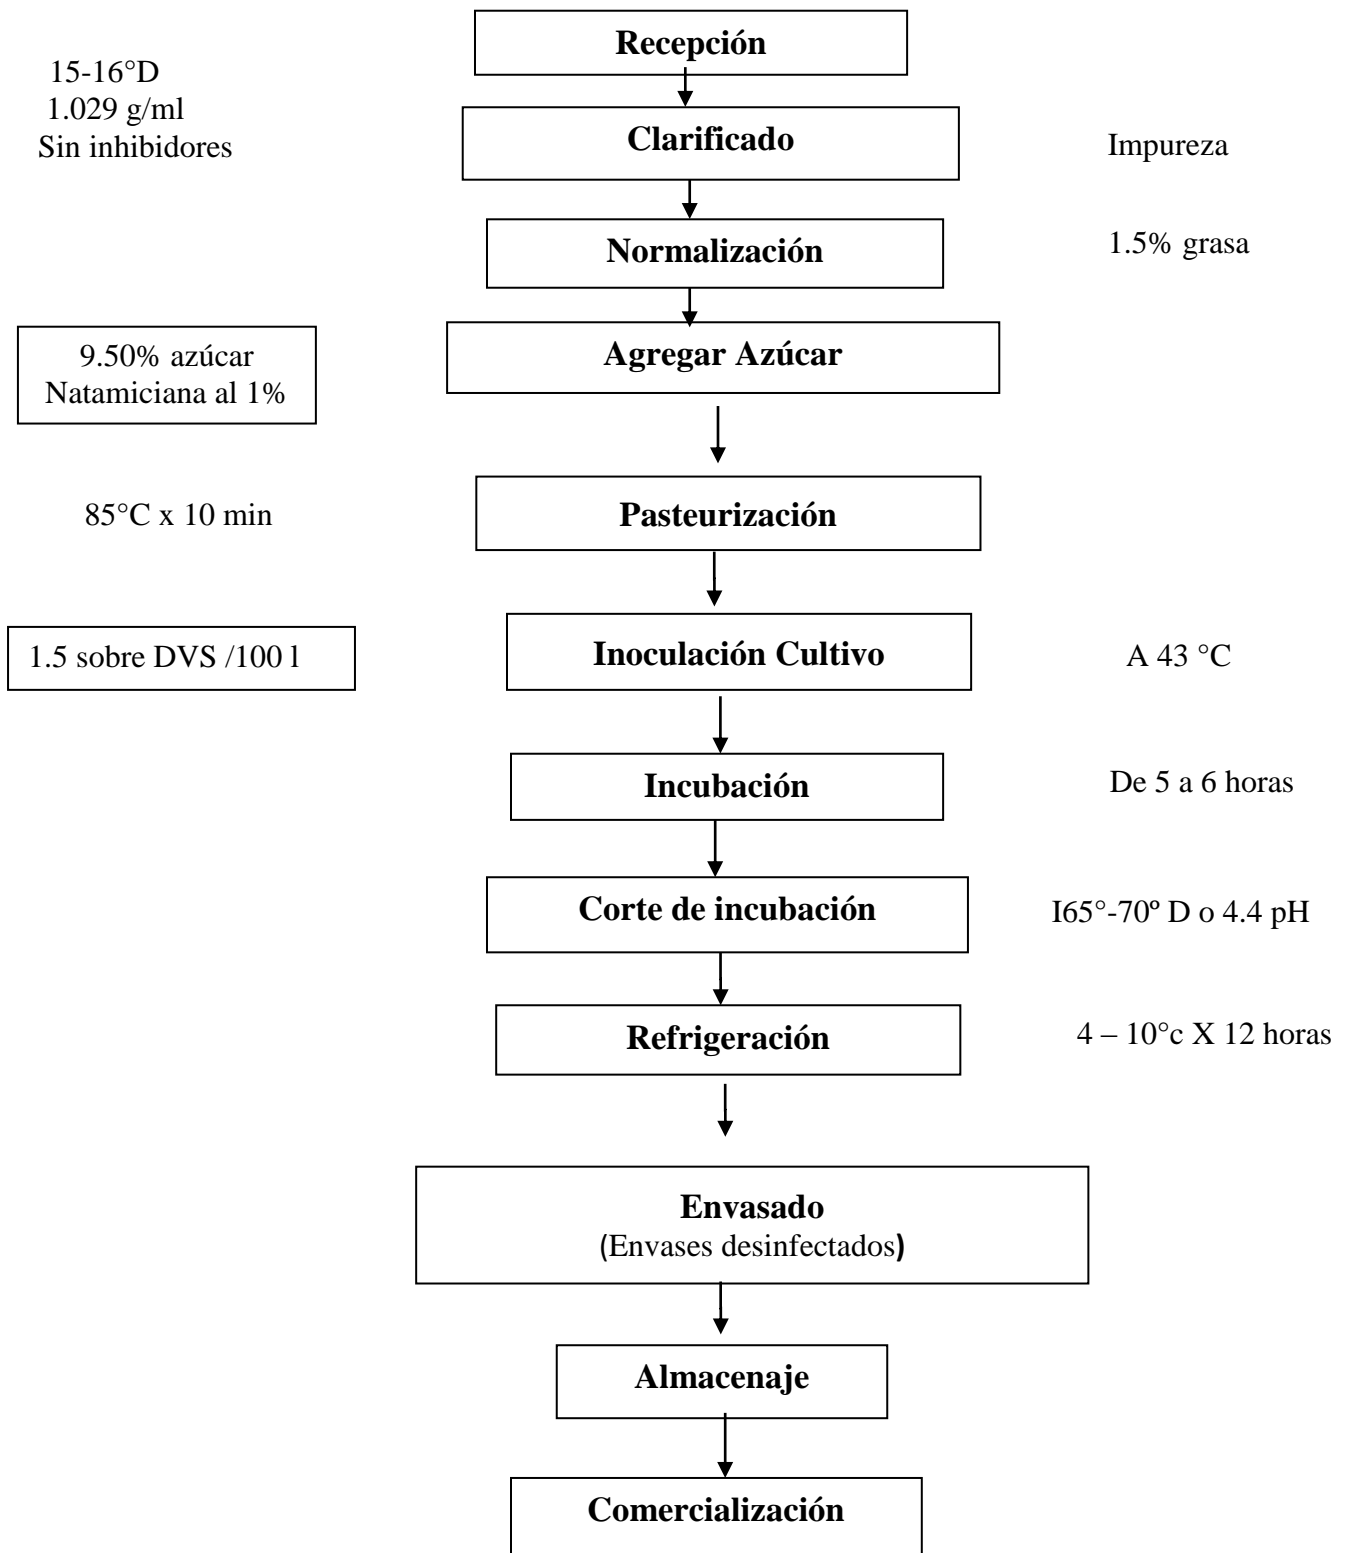 Recepción
15-16°D
1.029 g/ml
Sin inhibidores
Clarificado
Impureza
Normalización
1.5% grasa
9.50% azúcar
Natamiciana al 1%
Agregar Azúcar
85°C x 10 min
Pasteurización
1.5 sobre DVS /100 l
Inoculación Cultivo
A 43 °C
Incubación
De 5 a 6 horas
Corte de incubación
I65°-70º D o 4.4 pH
Refrigeración
4 – 10°c X 12 horas
Envasado
(Envases desinfectados)
Almacenaje
Comercialización